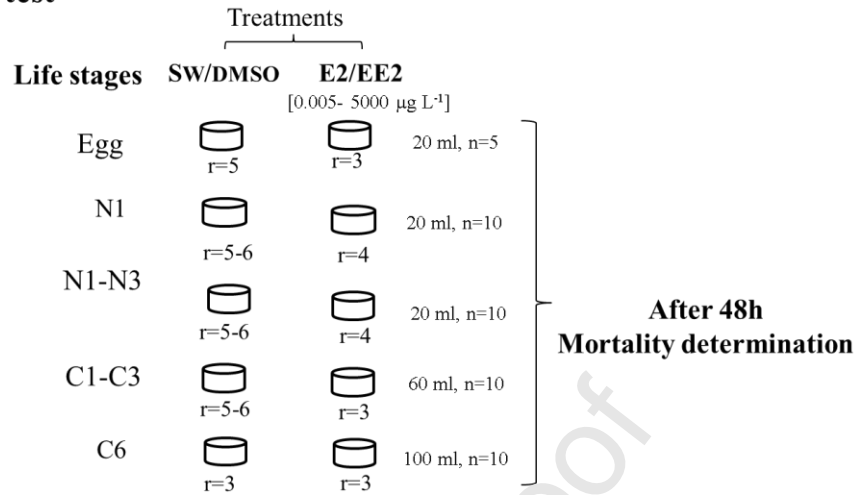 test
Treatments
Life stages SW/DMSO E2/EE2
[0.005- 5000 µg L⁻¹]
Egg 20 ml, n=5
r=5 r=3
N1 20 ml, n=10
r=5-6 r=4
N1-N3
20 ml, n=10
r=5-6 r=4
After 48h
Mortality determination
C1-C3 60 ml, n=10
r=5-6 r=3
C6 100 ml, n=10
r=3 r=3